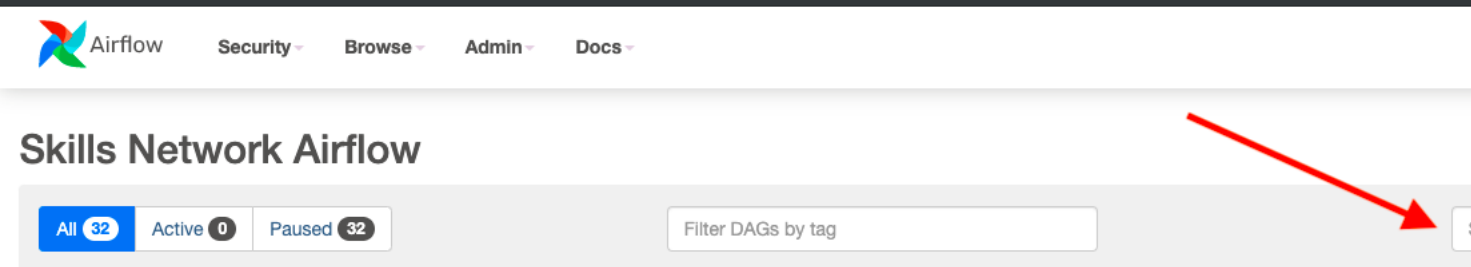 Airflow Security Browse Admin Docs
Skills Network Airflow
All 32 Active 0 Paused 32 Filter DAGs by tag